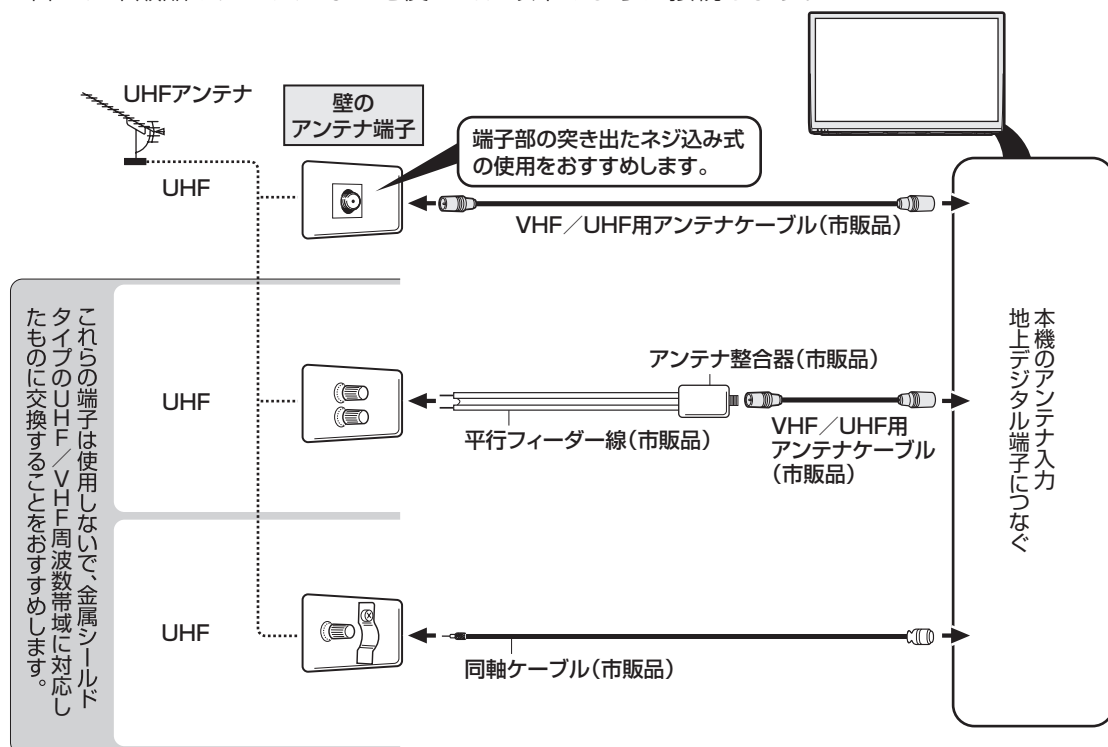 UHFアンテナ
壁の
アンテナ端子
端子部の突き出たネジ込み式
の使用をおすすめします。
UHF
VHF／UHF用アンテナケーブル（市販品）
これらの端子は使用しないで、金属シールド
タイプのUHF／VHF周波数帯域に対応し
たものに交換することをおすすめします。
UHF
アンテナ整合器（市販品）
平行フィーダー線（市販品）
VHF／UHF用
アンテナケーブル
（市販品）
UHF
同軸ケーブル（市販品）
本機のアンテナ入力
地上デジタル端子につなぐ